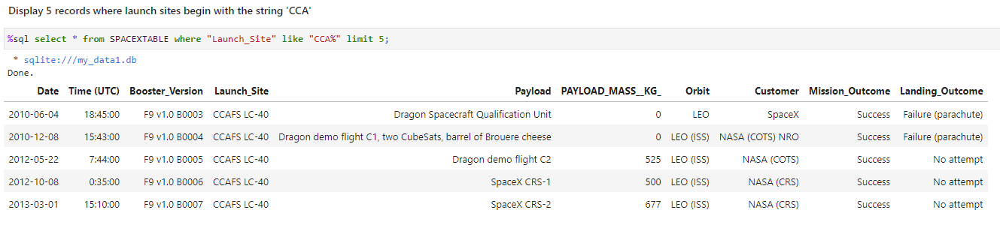 Display 5 records where launch sites begin with the string 'CCA'
%sql select * from SPACEXTABLE where "Launch_Site" like "CCA%" limit 5;
* sqlite:///my_data1.db
Done.
Date Time (UTC) Booster_Version Launch_Site Payload PAYLOAD_MASS__KG_ Orbit Customer Mission_Outcome Landing_Outcome
2010-06-04 18:45:00 F9 v1.0 B0003 CCAFS LC-40 Dragon Spacecraft Qualification Unit 0 LEO SpaceX Success Failure (parachute)
2010-12-08 15:43:00 F9 v1.0 B0004 CCAFS LC-40 Dragon demo flight C1, two CubeSats, barrel of Brouere cheese 0 LEO (ISS) NASA (COTS) NRO Success Failure (parachute)
2012-05-22 7:44:00 F9 v1.0 B0005 CCAFS LC-40 Dragon demo flight C2 525 LEO (ISS) NASA (COTS) Success No attempt
2012-10-08 0:35:00 F9 v1.0 B0006 CCAFS LC-40 SpaceX CRS-1 500 LEO (ISS) NASA (CRS) Success No attempt
2013-03-01 15:10:00 F9 v1.0 B0007 CCAFS LC-40 SpaceX CRS-2 677 LEO (ISS) NASA (CRS) Success No attempt